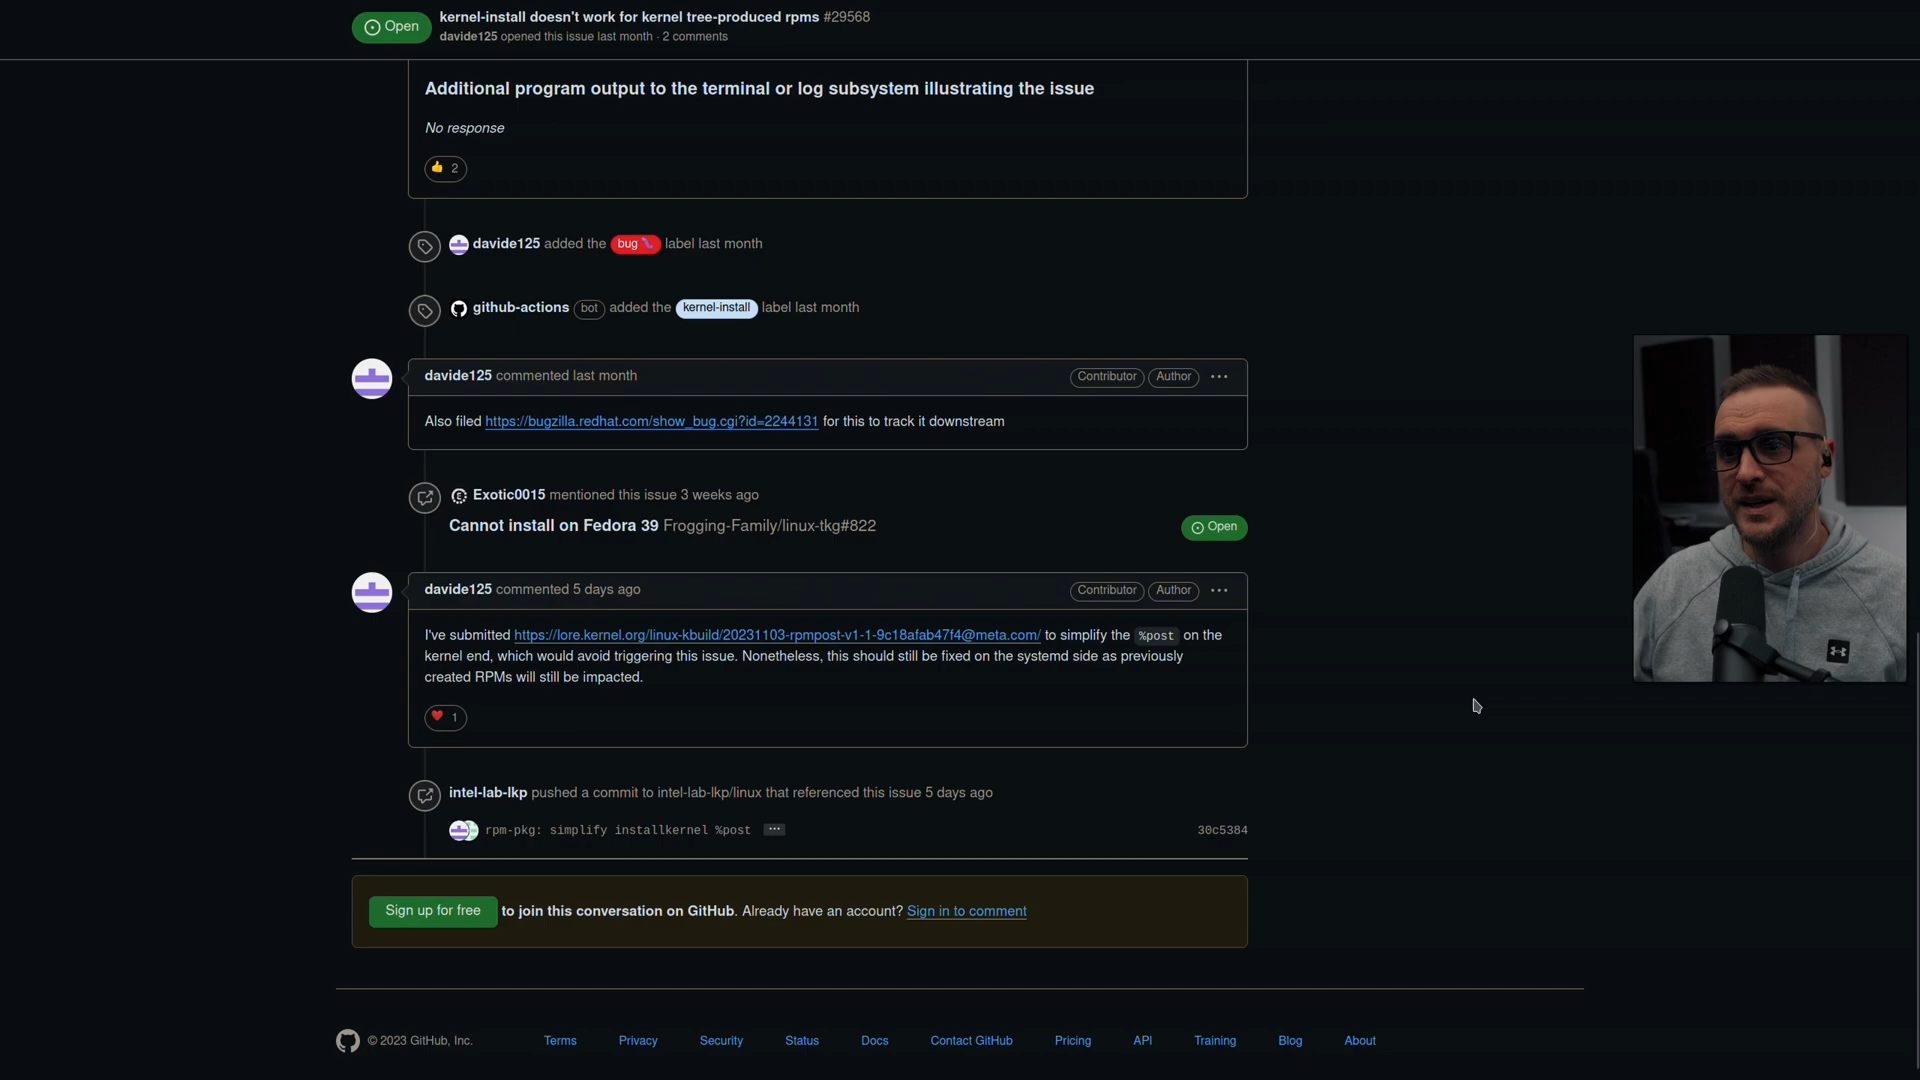 Open
kernel-install doesn't work for kernel tree-produced rpms #29568
davide125 opened this issue last month · 2 comments
Additional program output to the terminal or log subsystem illustrating the issue
No response
👍 2
davide125 added the bug 🐛 label last month
github-actions bot added the kernel-install label last month
davide125 commented last month
Contributor Author ···
Also filed https://bugzilla.redhat.com/show_bug.cgi?id=2244131 for this to track it downstream
Exotic0015 mentioned this issue 3 weeks ago
Cannot install on Fedora 39 Frogging-Family/linux-tkg#822
Open
davide125 commented 5 days ago
Contributor Author ···
I've submitted https://lore.kernel.org/linux-kbuild/20231103-rpmpost-v1-1-9c18afab47f4@meta.com/ to simplify the %post on the
kernel end, which would avoid triggering this issue. Nonetheless, this should still be fixed on the systemd side as previously
created RPMs will still be impacted.
❤️ 1
intel-lab-lkp pushed a commit to intel-lab-lkp/linux that referenced this issue 5 days ago
rpm-pkg: simplify installkernel %post ···
30c5384
Sign up for free to join this conversation on GitHub. Already have an account? Sign in to comment
© 2023 GitHub, Inc. Terms Privacy Security Status Docs Contact GitHub Pricing API Training Blog About